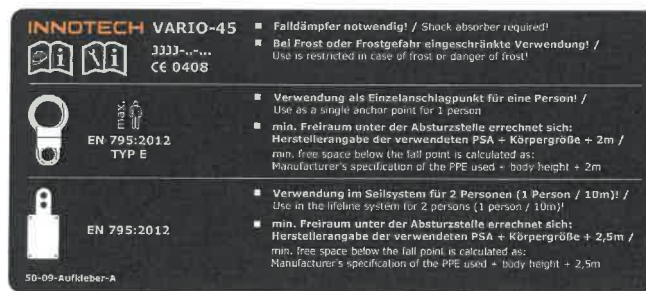 INNOTECH VARIO-45
JJJJ-..-...
CE 0408
■ Falldämpfer notwendig! / Shock absorber required!
■ Bei Frost oder Frostgefahr eingeschränkte Verwendung! /
Use is restricted in case of frost or danger of frost!
max.
EN 795:2012
TYP E
■ Verwendung als Einzelanschlagpunkt für eine Person! /
Use as a single anchor point for 1 person
■ min. Freiraum unter der Absturzstelle errechnet sich:
Herstellerangabe der verwendeten PSA + Körpergröße + 2m /
min. free space below the fall point is calculated as:
Manufacturer's specification of the PPE used + body height + 2m
EN 795:2012
■ Verwendung im Seilsystem für 2 Personen (1 Person / 10m)! /
Use in the lifeline system for 2 persons (1 person / 10m)!
■ min. Freiraum unter der Absturzstelle errechnet sich:
Herstellerangabe der verwendeten PSA + Körpergröße + 2,5m /
min. free space below the fall point is calculated as:
Manufacturer's specification of the PPE used + body height + 2,5m
50-09-Aufkleber-A